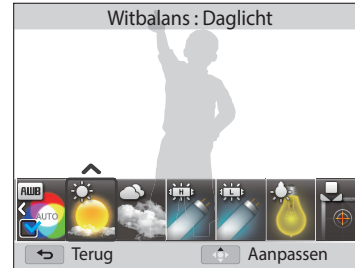 Witbalans : Daglicht
AWB
AUTO
H
L
Terug
Aanpassen